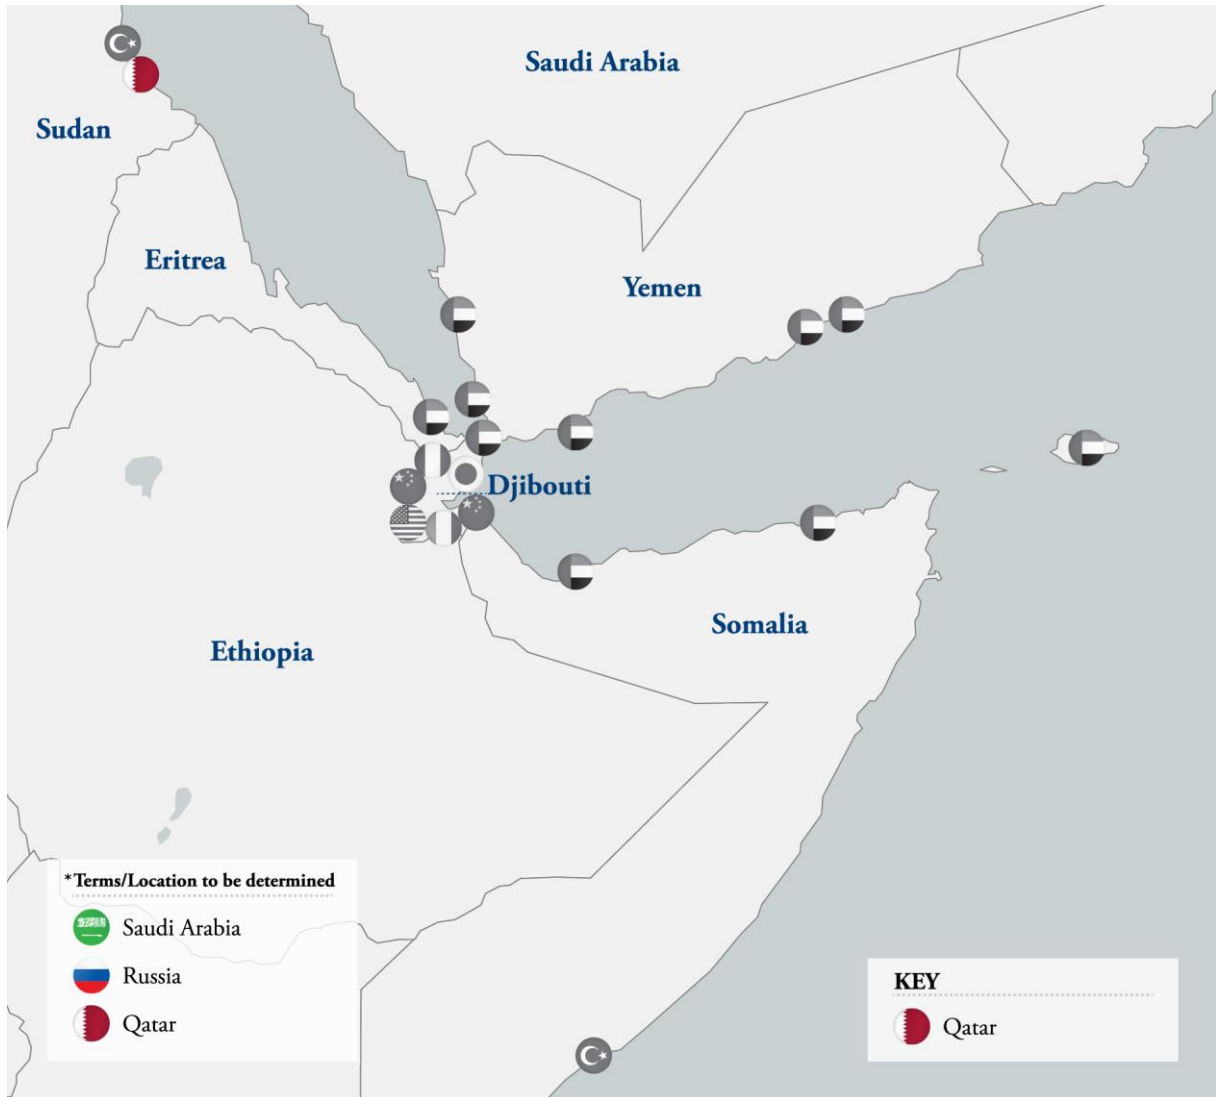 Saudi Arabia
Sudan
Eritrea
Yemen
Djibouti
Somalia
Ethiopia
*Terms/Location to be determined
Saudi Arabia
Russia
Qatar
KEY
Qatar